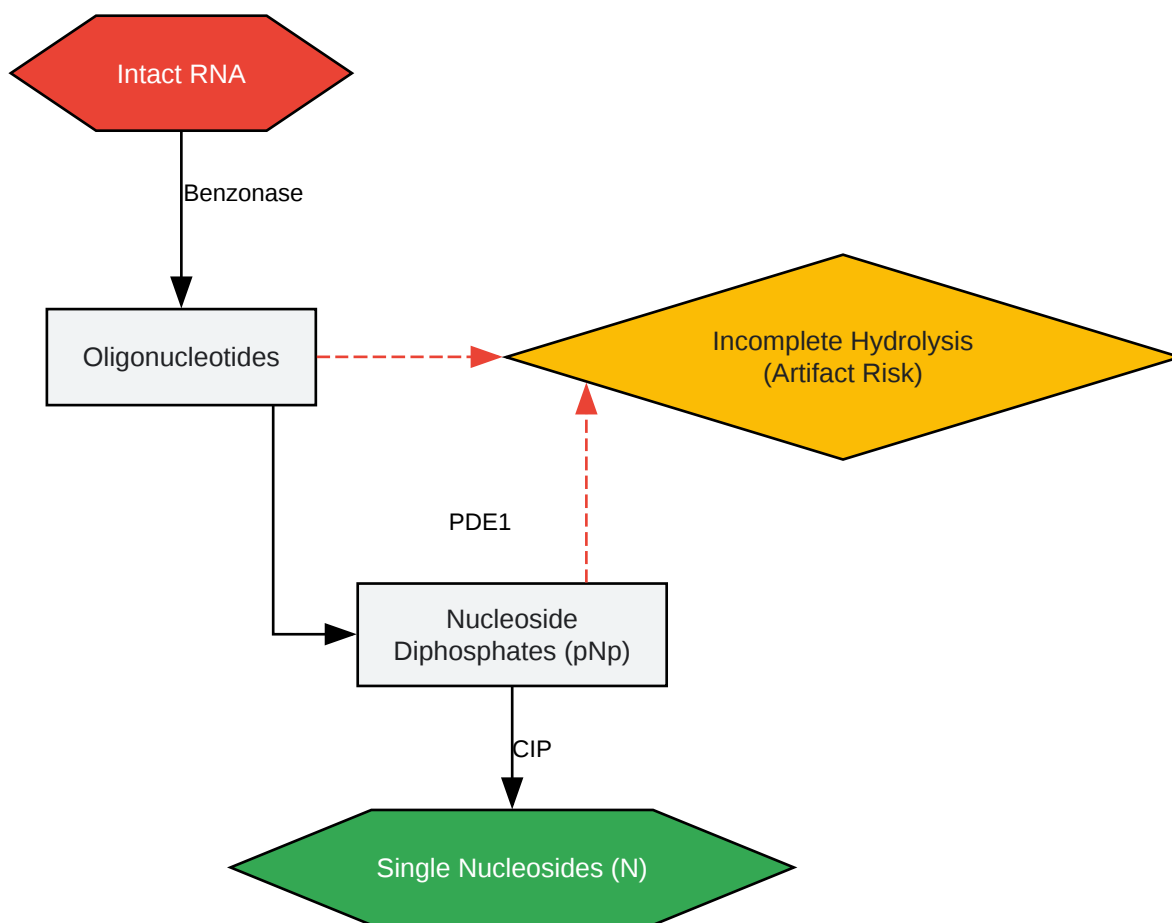 Intact RNA
Benzonase
Oligonucleotides
Incomplete Hydrolysis
(Artifact Risk)
PDE1
Nucleoside
Diphosphates (pNp)
CIP
Single Nucleosides (N)